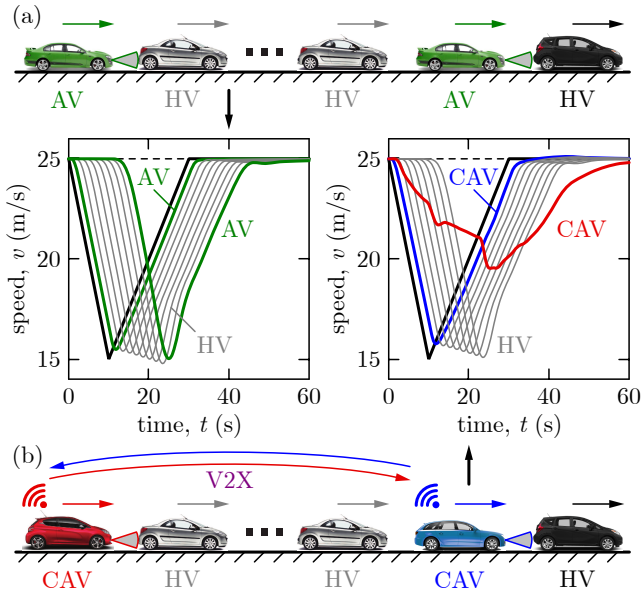 (a)
AV HV HV AV HV
25 20 15
speed, v (m/s)
AV
AV
HV
0 20 40 60
time, t (s)
25 20 15
speed, v (m/s)
CAV
CAV
HV
0 20 40 60
time, t (s)
(b)
V2X
CAV HV HV CAV HV